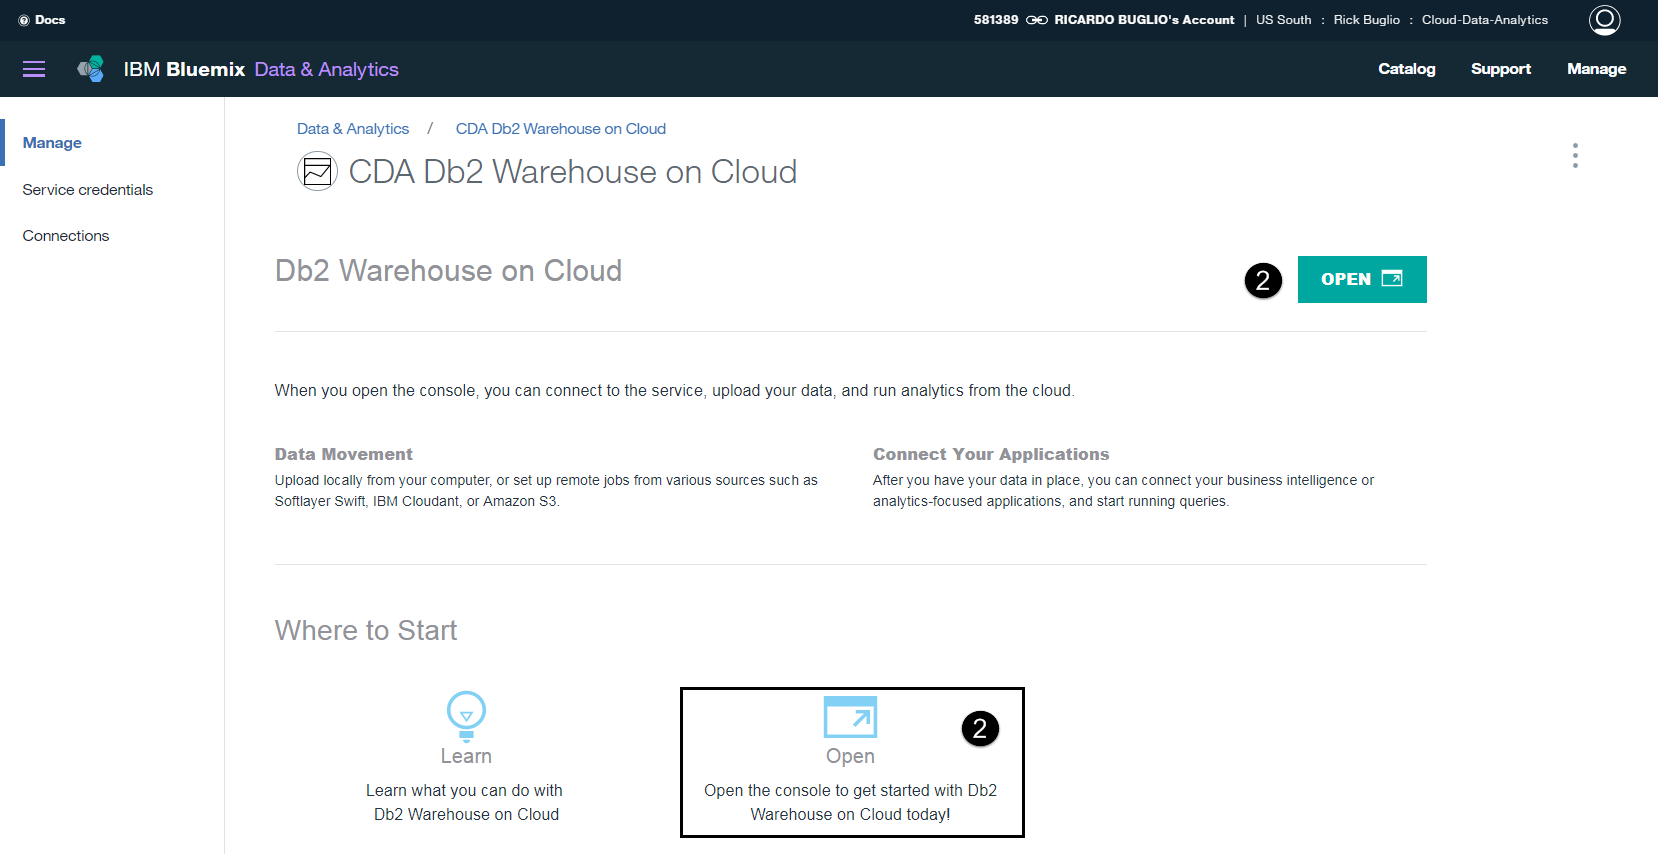 Docs
581389 RICARDO BUGLIO's Account | US South : Rick Buglio : Cloud-Data-Analytics
IBM Bluemix Data & Analytics
Catalog Support Manage
Manage
Service credentials
Connections
Data & Analytics / CDA Db2 Warehouse on Cloud
CDA Db2 Warehouse on Cloud
Db2 Warehouse on Cloud
2 OPEN
When you open the console, you can connect to the service, upload your data, and run analytics from the cloud.
Data Movement
Upload locally from your computer, or set up remote jobs from various sources such as
Softlayer Swift, IBM Cloudant, or Amazon S3.
Connect Your Applications
After you have your data in place, you can connect your business intelligence or
analytics-focused applications, and start running queries.
Where to Start
Learn
Learn what you can do with
Db2 Warehouse on Cloud
2
Open
Open the console to get started with Db2
Warehouse on Cloud today!